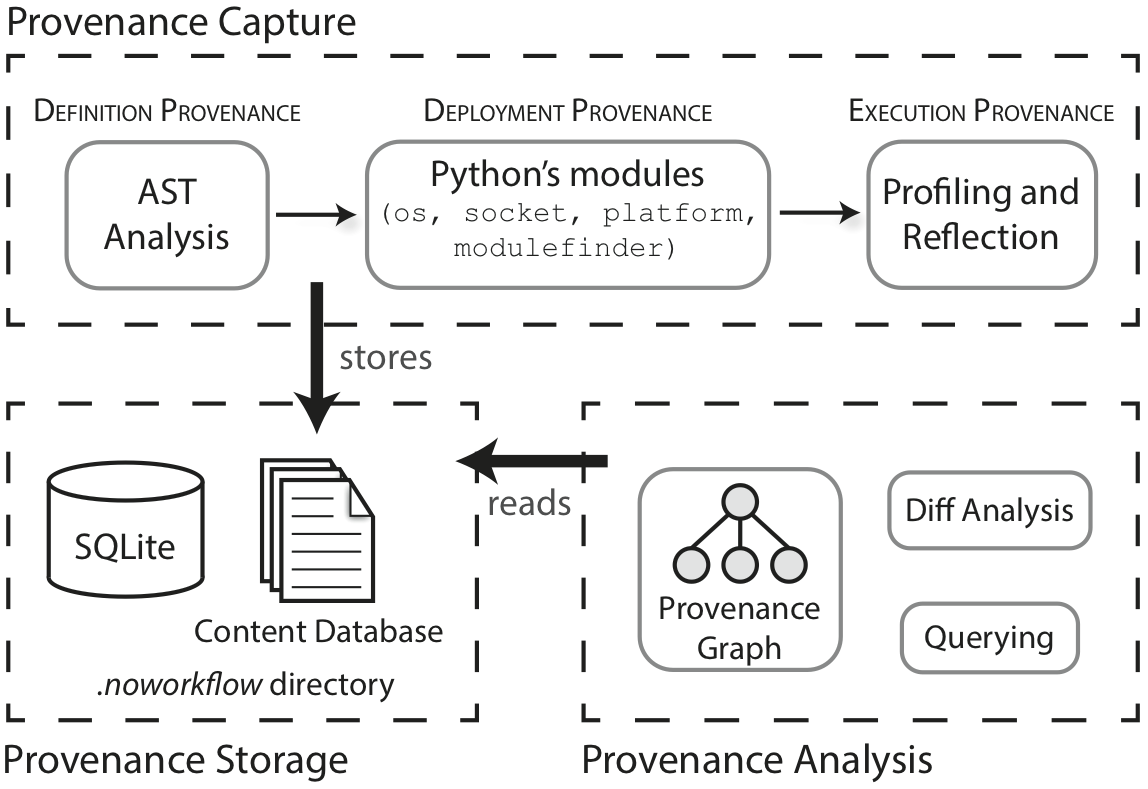 Provenance Capture
DEFINITION PROVENANCE
DEPLOYMENT PROVENANCE
EXECUTION PROVENANCE
AST
Analysis
Python’s modules
(os, socket, platform,
modulefinder)
Profiling and
Reflection
stores
reads
SQLite
Content Database
.noworkflow directory
Provenance Storage
Provenance
Graph
Diff Analysis
Querying
Provenance Analysis